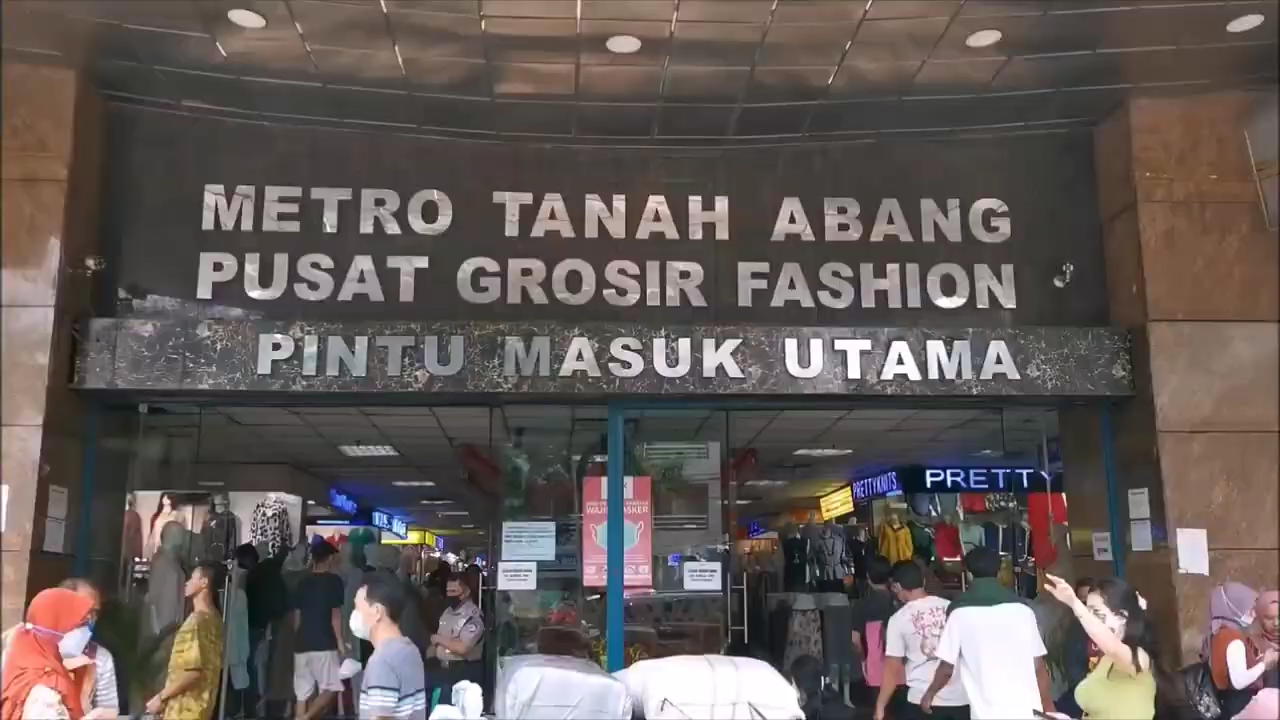 METRO TANAH ABANG
PUSAT GROSIR FASHION
PINTU MASUK UTAMA
PRETTYKNITS
PRETTY
WAJIB MASKER